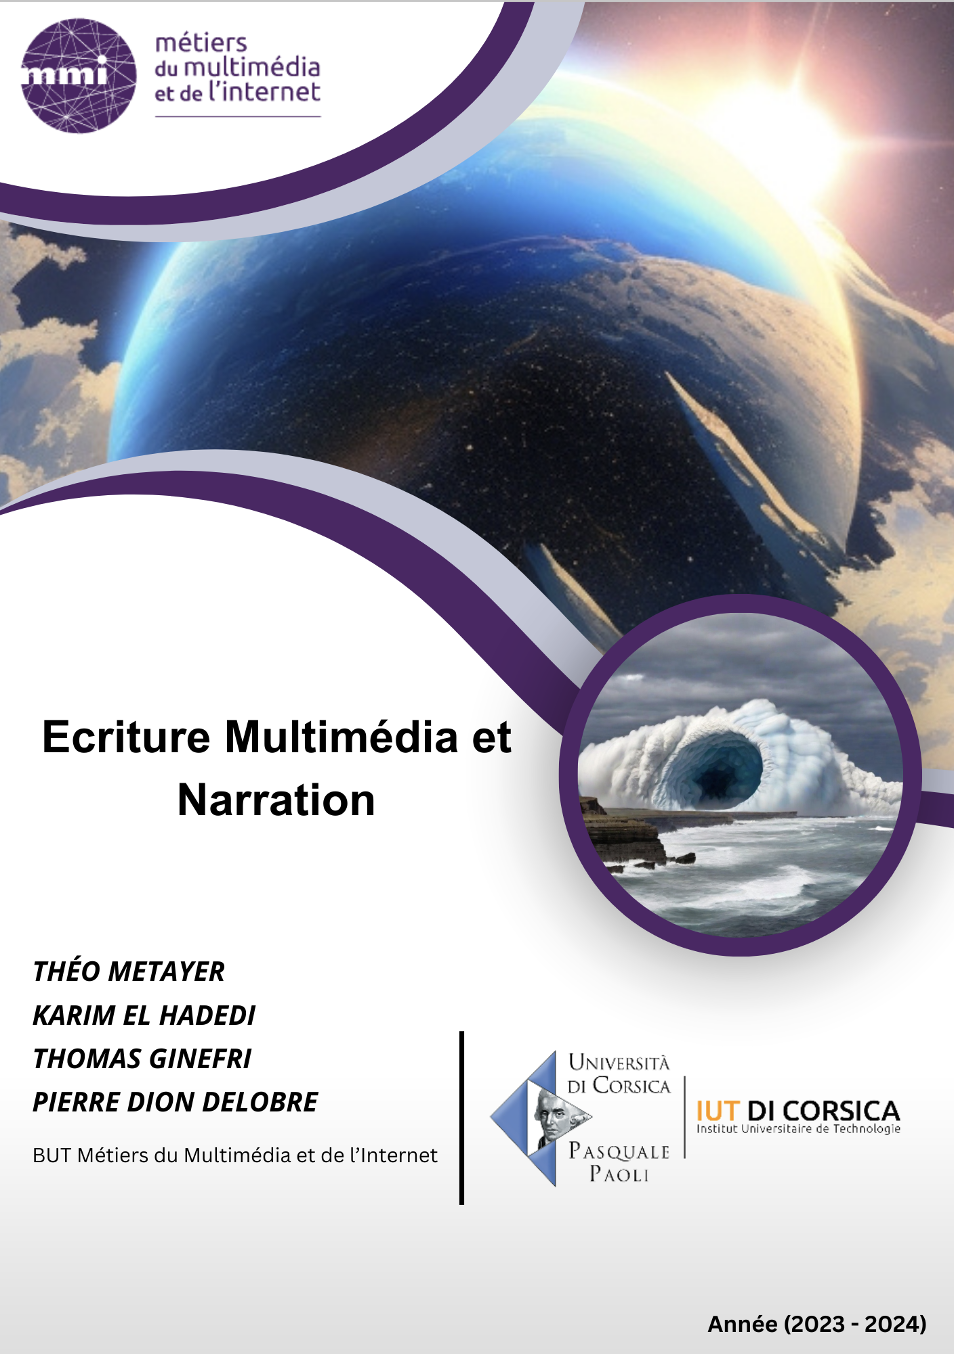 mmi
métiers
du multimédia
et de l'internet
Ecriture Multimédia et
Narration
THÉO METAYER
KARIM EL HADEDI
THOMAS GINEFRI
PIERRE DION DELOBRE
BUT Métiers du Multimédia et de l'Internet
UNIVERSITÀ
DI CORSICA
PASQUALE
PAOLI
IUT DI CORSICA
Institut Universitaire de Technologie
Année (2023 - 2024)